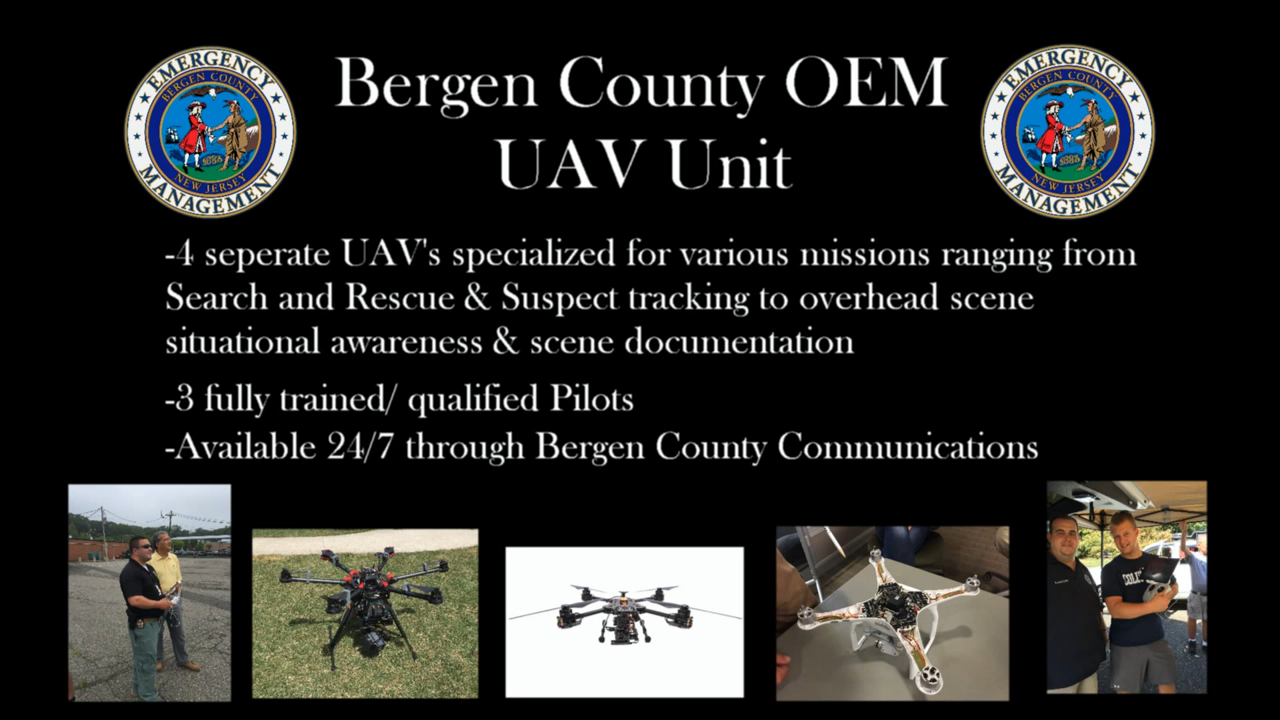 Bergen County OEM
UAV Unit
EMERGENCY
BERGEN COUNTY
NEW JERSEY
MANAGEMENT
EMERGENCY
BERGEN COUNTY
NEW JERSEY
MANAGEMENT
-4 seperate UAV's specialized for various missions ranging from
Search and Rescue & Suspect tracking to overhead scene
situational awareness & scene documentation
-3 fully trained/ qualified Pilots
-Available 24/7 through Bergen County Communications